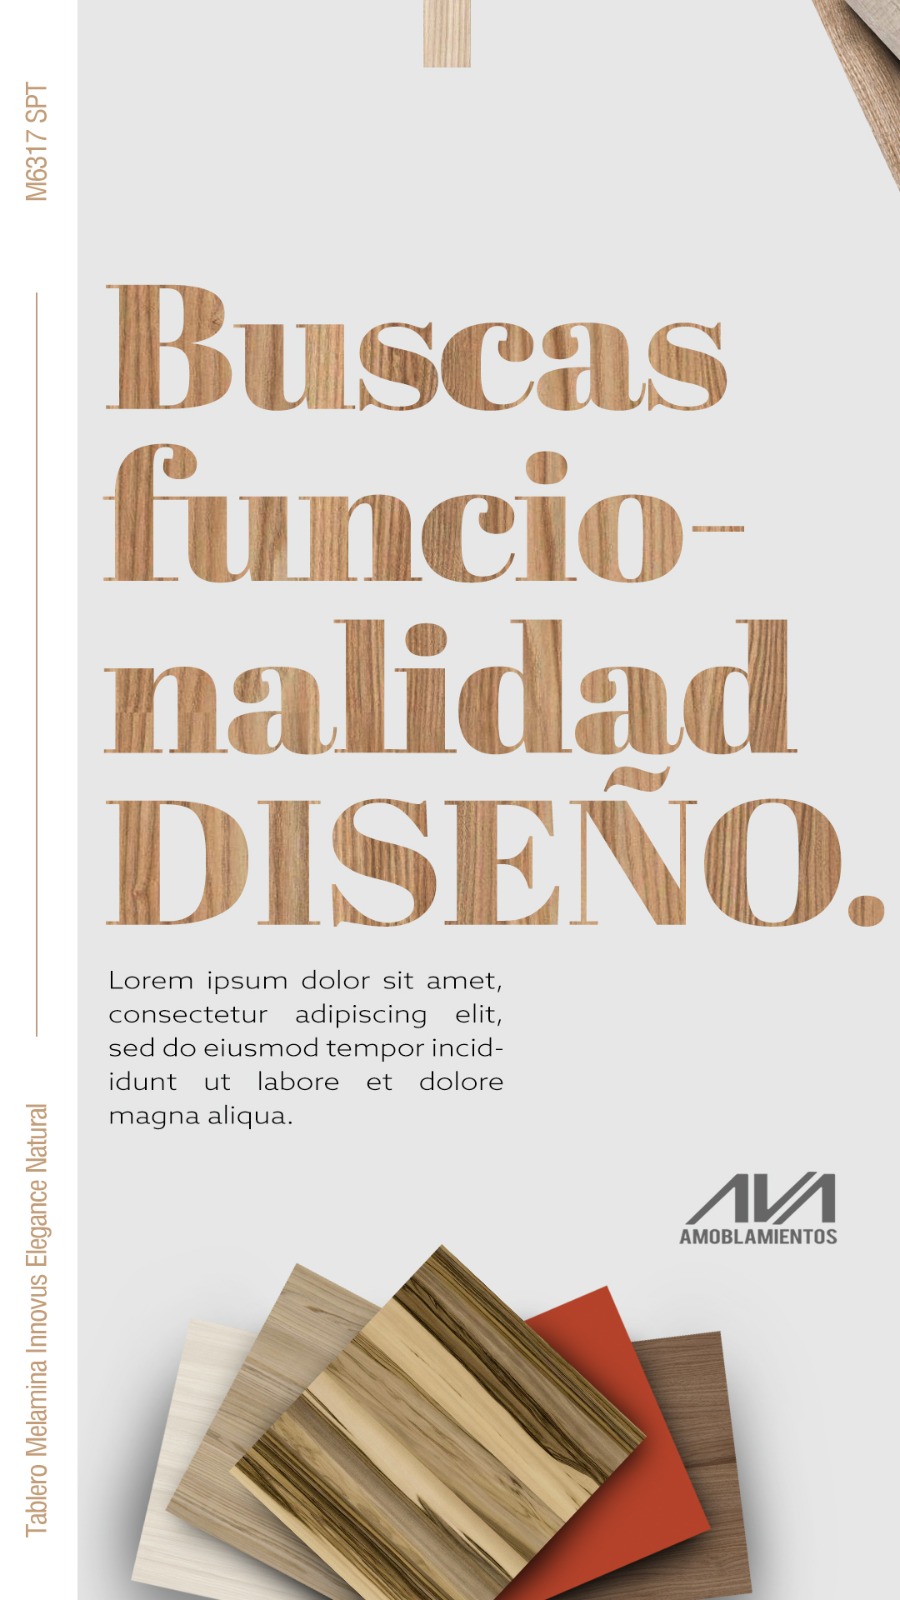 M6317 SPT
Tablero Melamina Innovus Elegance Natural
Buscas
funcio-
nalidad
DISEÑO.
Lorem ipsum dolor sit amet,
consectetur adipiscing elit,
sed do eiusmod tempor incid-
idunt ut labore et dolore
magna aliqua.
AVA
AMOBLAMIENTOS